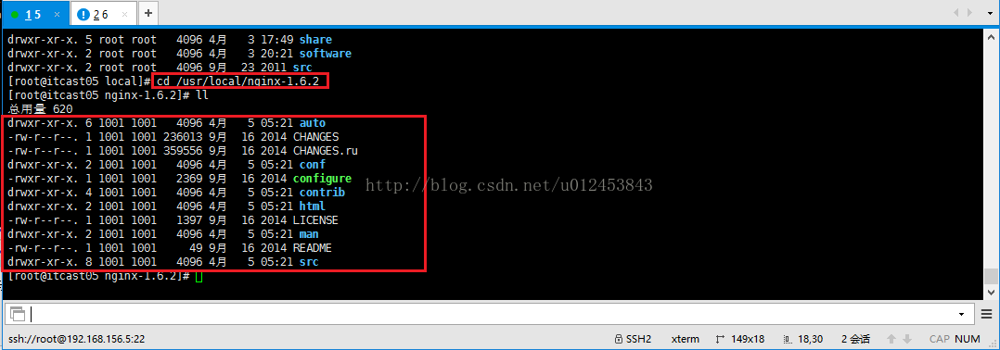 1 5 × 2 6 × +
drwxr-xr-x. 5 root root 4096 4月 3 17:49 share
drwxr-xr-x. 2 root root 4096 4月 3 20:21 software
drwxr-xr-x. 2 root root 4096 9月 23 2011 src
[root@itcast05 local]# cd /usr/local/nginx-1.6.2
[root@itcast05 nginx-1.6.2]# ll
总用量 620
drwxr-xr-x. 6 1001 1001 4096 4月 5 05:21 auto
-rw-r--r--. 1 1001 1001 236013 9月 16 2014 CHANGES
-rw-r--r--. 1 1001 1001 359556 9月 16 2014 CHANGES.ru
drwxr-xr-x. 2 1001 1001 4096 4月 5 05:21 conf
-rwxr-xr-x. 1 1001 1001 2369 9月 16 2014 configure
drwxr-xr-x. 4 1001 1001 4096 4月 5 05:21 contrib
drwxr-xr-x. 2 1001 1001 4096 4月 5 05:21 html
-rw-r--r--. 1 1001 1001 1397 9月 16 2014 LICENSE
drwxr-xr-x. 2 1001 1001 4096 4月 5 05:21 man
-rw-r--r--. 1 1001 1001 49 9月 16 2014 README
drwxr-xr-x. 8 1001 1001 4096 4月 5 05:21 src
[root@itcast05 nginx-1.6.2]#
http://blog.csdn.net/u012453843
ssh://root@192.168.156.5:22 SSH2 xterm 149x18 18,30 2 会话 CAP NUM